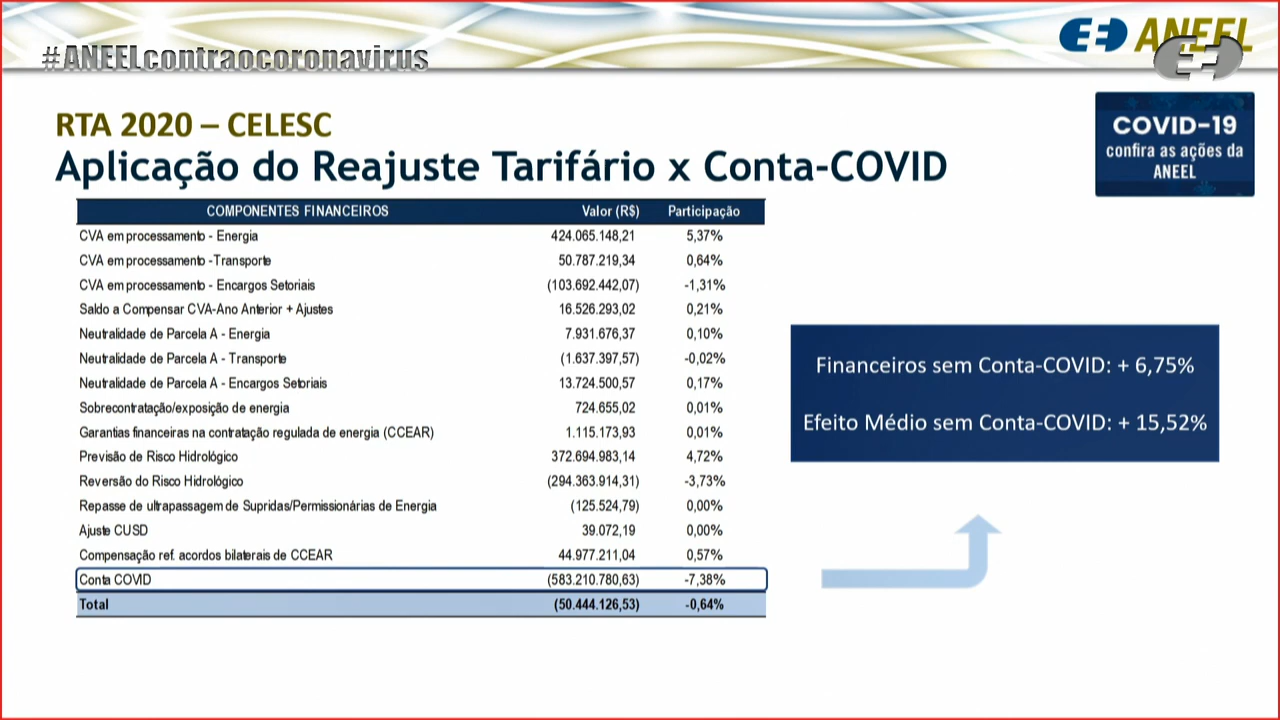 #ANEELcontraocoronavirus
ANEEL
COVID-19
confira as ações da
ANEEL
RTA 2020 – CELESC
Aplicação do Reajuste Tarifário x Conta-COVID
COMPONENTES FINANCEIROS Valor (R$) Participação
CVA em processamento - Energia 424.065.148,21 5,37%
CVA em processamento -Transporte 50.787.219,34 0,64%
CVA em processamento - Encargos Setoriais (103.692.442,07) -1,31%
Saldo a Compensar CVA-Ano Anterior + Ajustes 16.526.293,02 0,21%
Neutralidade de Parcela A - Energia 7.931.676,37 0,10%
Neutralidade de Parcela A - Transporte (1.637.397,57) -0,02%
Neutralidade de Parcela A - Encargos Setoriais 13.724.500,57 0,17%
Sobrecontratação/exposição de energia 724.655,02 0,01%
Garantias financeiras na contratação regulada de energia (CCEAR) 1.115.173,93 0,01%
Previsão de Risco Hidrológico 372.694.983,14 4,72%
Reversão do Risco Hidrológico (294.363.914,31) -3,73%
Repasse de ultrapassagem de Supridas/Permissionárias de Energia (125.524,79) 0,00%
Ajuste CUSD 39.072,19 0,00%
Compensação ref. acordos bilaterais de CCEAR 44.977.211,04 0,57%
Conta COVID (583.210.780,63) -7,38%
Total (50.444.126,53) -0,64%
Financeiros sem Conta-COVID: + 6,75%
Efeito Médio sem Conta-COVID: + 15,52%